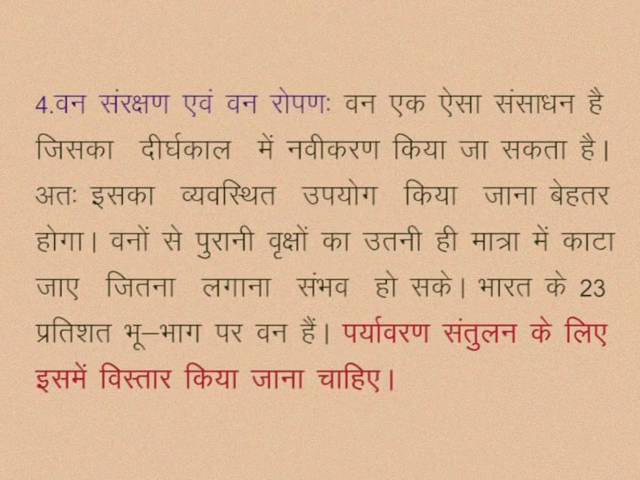 4.वन संरक्षण एवं वन रोपणः वन एक ऐसा संसाधन है
जिसका दीर्घकाल में नवीकरण किया जा सकता है।
अतः इसका व्यवस्थित उपयोग किया जाना बेहतर
होगा। वनों से पुरानी वृक्षों का उतनी ही मात्रा में काटा
जाए जितना लगाना संभव हो सके। भारत के 23
प्रतिशत भू–भाग पर वन हैं। पर्यावरण संतुलन के लिए
इसमें विस्तार किया जाना चाहिए।